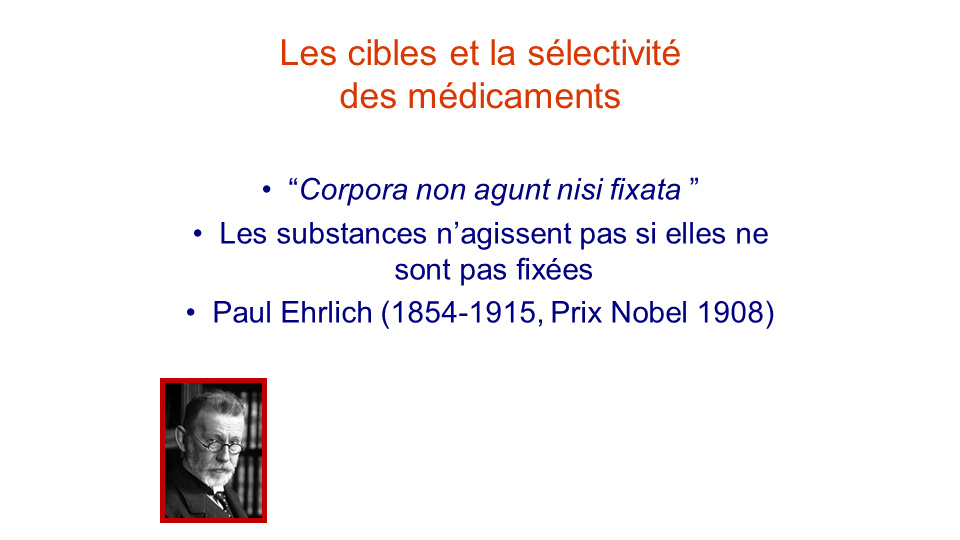 Les cibles et la sélectivité
des médicaments
• “Corpora non agunt nisi fixata ”
• Les substances n’agissent pas si elles ne
sont pas fixées
• Paul Ehrlich (1854-1915, Prix Nobel 1908)